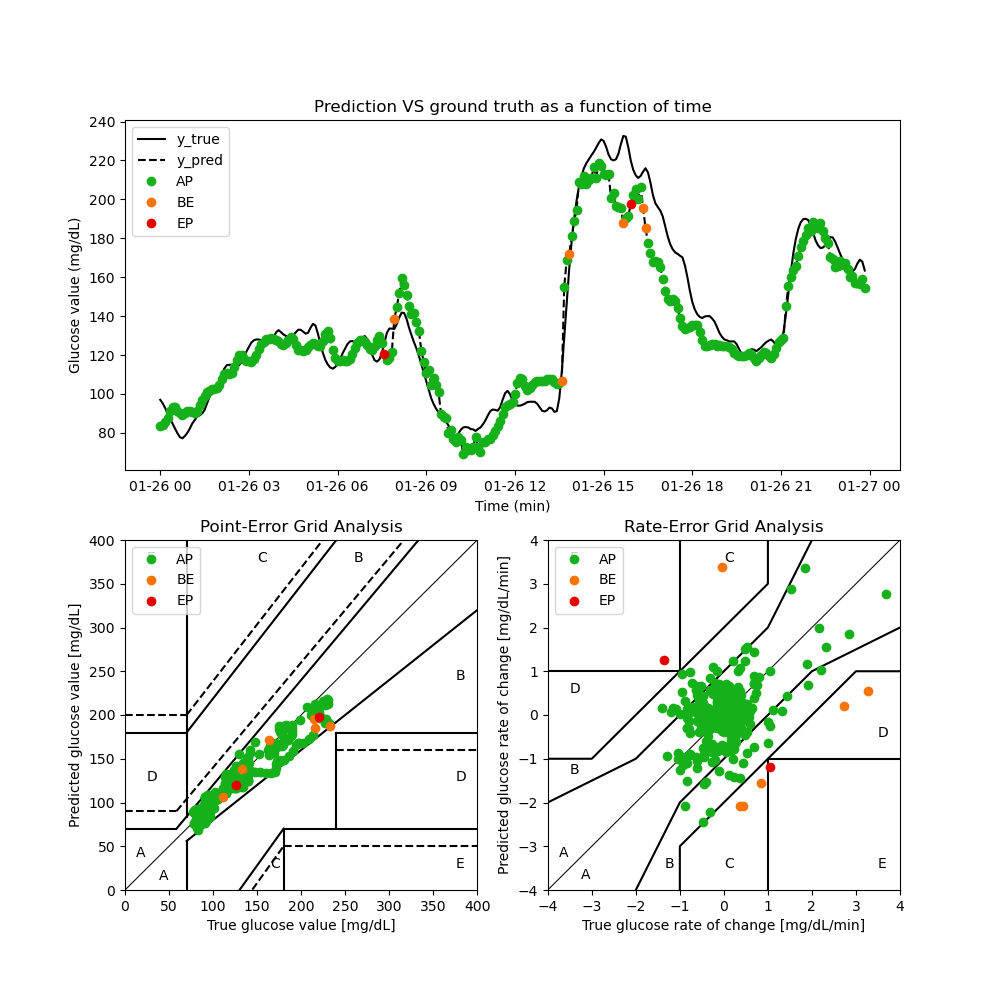 Prediction VS ground truth as a function of time
Glucose value (mg/dL)
240
220
200
180
160
140
120
100
80
y_true
y_pred
AP
BE
EP
01-26 00 01-26 03 01-26 06 01-26 09 01-26 12 01-26 15 01-26 18 01-26 21 01-27 00
Time (min)
Point-Error Grid Analysis
Predicted glucose value [mg/dL]
400
350
300
250
200
150
100
50
0
AP
BE
EP
C B
B
D D
A
A
C E
0 50 100 150 200 250 300 350 400
True glucose value [mg/dL]
Rate-Error Grid Analysis
Predicted glucose rate of change [mg/dL/min]
4
3
2
1
0
−1
−2
−3
−4
AP
BE
EP
C
D
D
B
A
A
B C E
−4 −3 −2 −1 0 1 2 3 4
True glucose rate of change [mg/dL/min]